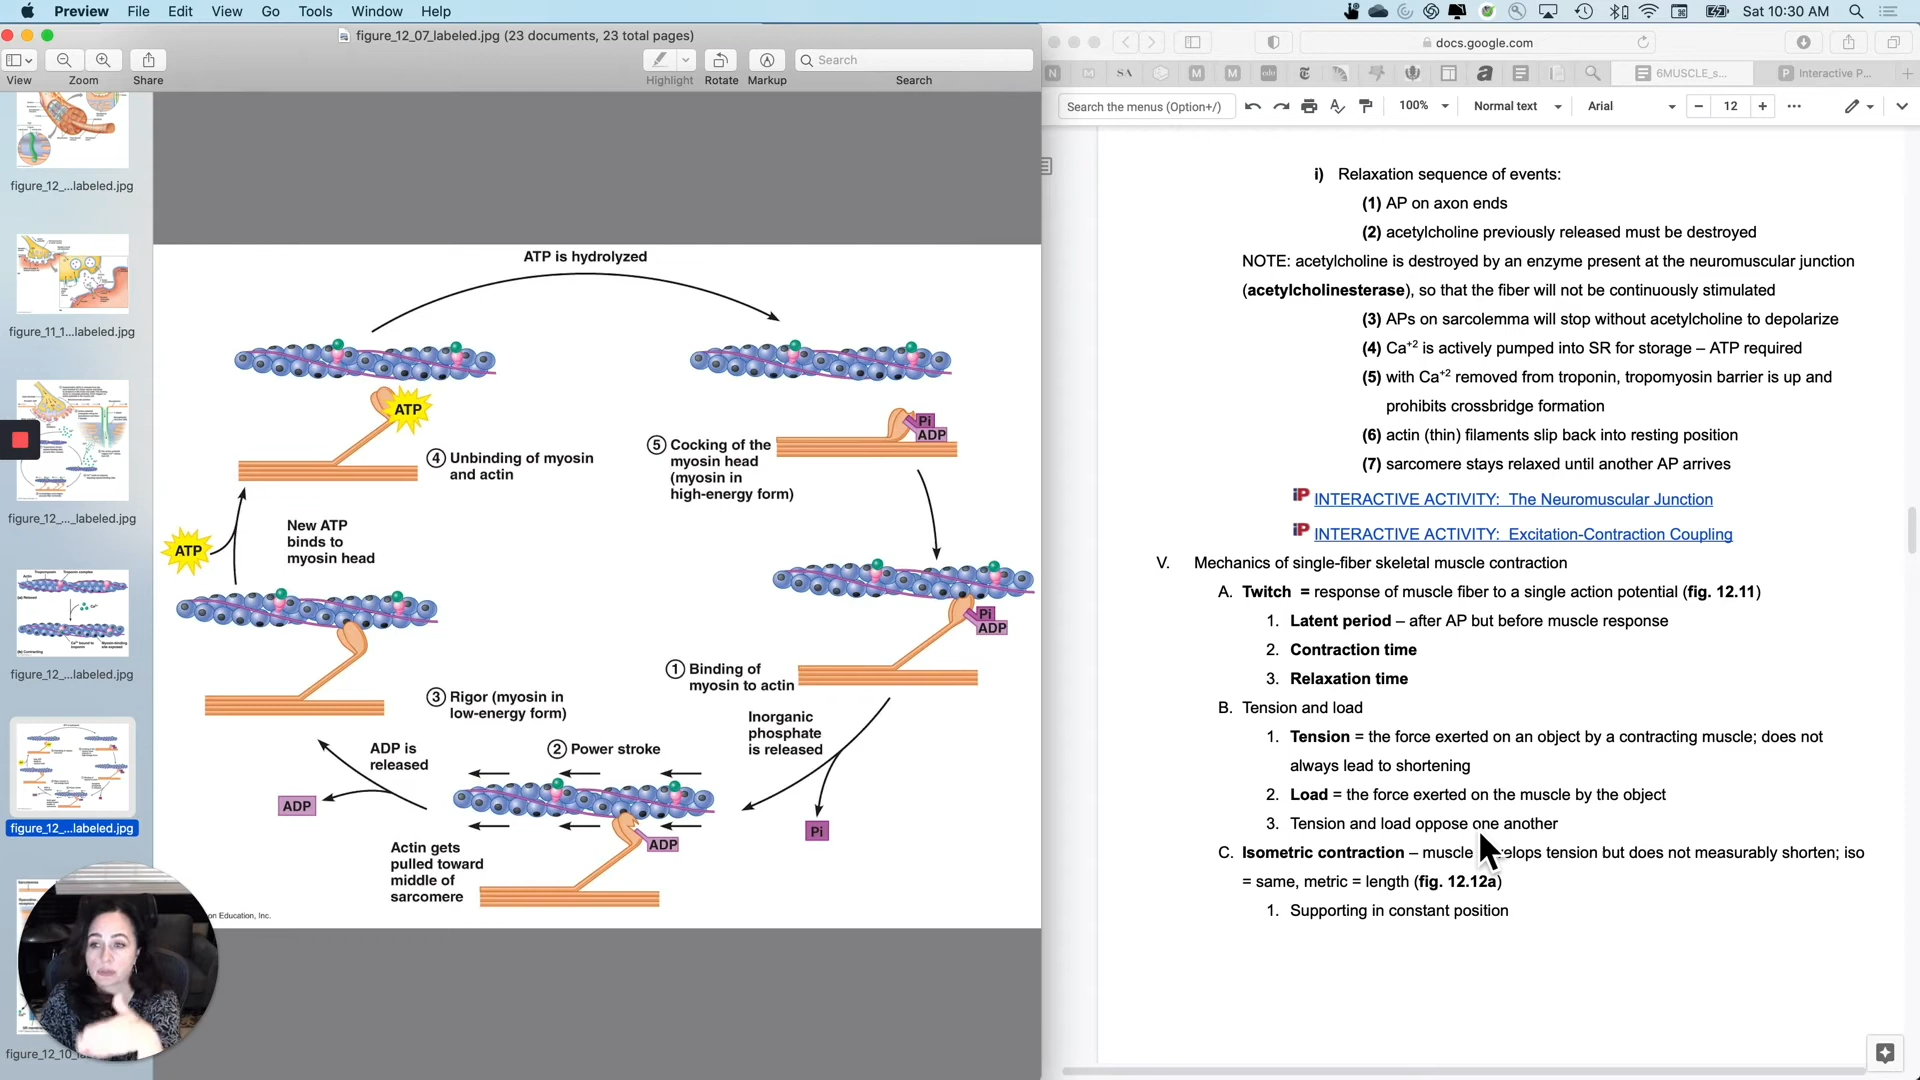 Preview File Edit View Go Tools Window Help
Sat 10:30 AM
figure_12_07_labeled.jpg (23 documents, 23 total pages)
View
Zoom
Share
Highlight
Rotate
Markup
Search
Search
figure_12_...labeled.jpg
figure_11_1...labeled.jpg
figure_12_..._labeled.jpg
figure_12_...labeled.jpg
figure_12_...labeled.jpg
figure_12_10_
ATP is hydrolyzed
ATP
④ Unbinding of myosin
and actin
⑤ Cocking of the
myosin head
(myosin in
high-energy form)
Pi
ADP
New ATP
binds to
myosin head
ATP
Pi
ADP
① Binding of
myosin to actin
③ Rigor (myosin in
low-energy form)
Inorganic
phosphate
is released
ADP is
released
② Power stroke
ADP
Pi
ADP
Actin gets
pulled toward
middle of
sarcomere
on Education, Inc.
docs.google.com
6MUSCLE_s...
Interactive P...
Search the menus (Option+/)
100%
Normal text
Arial
12
i) Relaxation sequence of events:
(1) AP on axon ends
(2) acetylcholine previously released must be destroyed
NOTE: acetylcholine is destroyed by an enzyme present at the neuromuscular junction
(acetylcholinesterase), so that the fiber will not be continuously stimulated
(3) APs on sarcolemma will stop without acetylcholine to depolarize
(4) Ca+2 is actively pumped into SR for storage – ATP required
(5) with Ca+2 removed from troponin, tropomyosin barrier is up and
prohibits crossbridge formation
(6) actin (thin) filaments slip back into resting position
(7) sarcomere stays relaxed until another AP arrives
iP INTERACTIVE ACTIVITY: The Neuromuscular Junction
iP INTERACTIVE ACTIVITY: Excitation-Contraction Coupling
V. Mechanics of single-fiber skeletal muscle contraction
A. Twitch = response of muscle fiber to a single action potential (fig. 12.11)
1. Latent period – after AP but before muscle response
2. Contraction time
3. Relaxation time
B. Tension and load
1. Tension = the force exerted on an object by a contracting muscle; does not
always lead to shortening
2. Load = the force exerted on the muscle by the object
3. Tension and load oppose one another
C. Isometric contraction – muscle elops tension but does not measurably shorten; iso
= same, metric = length (fig. 12.12a)
1. Supporting in constant position